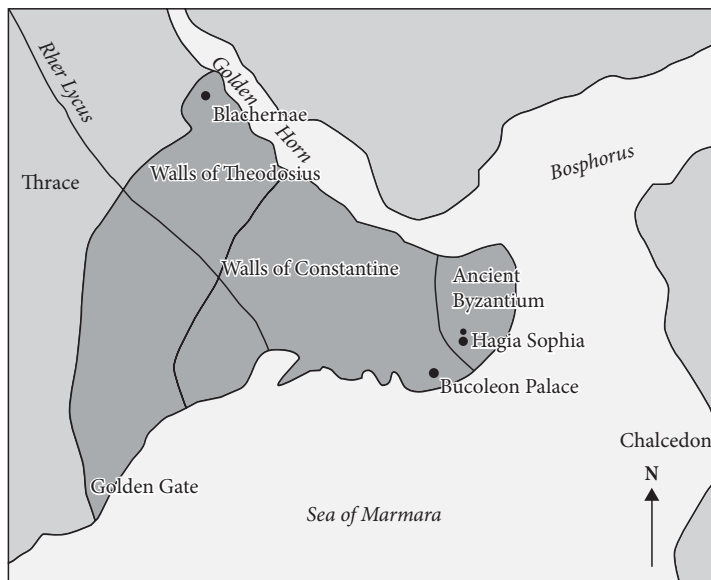 Rher Lycus
Golden
Horn
Blachernae
Bosphorus
Thrace
Walls of Theodosius
Walls of Constantine
Ancient
Byzantium
Hagia Sophia
Bucoleon Palace
Chalcedon
N
Golden Gate
Sea of Marmara